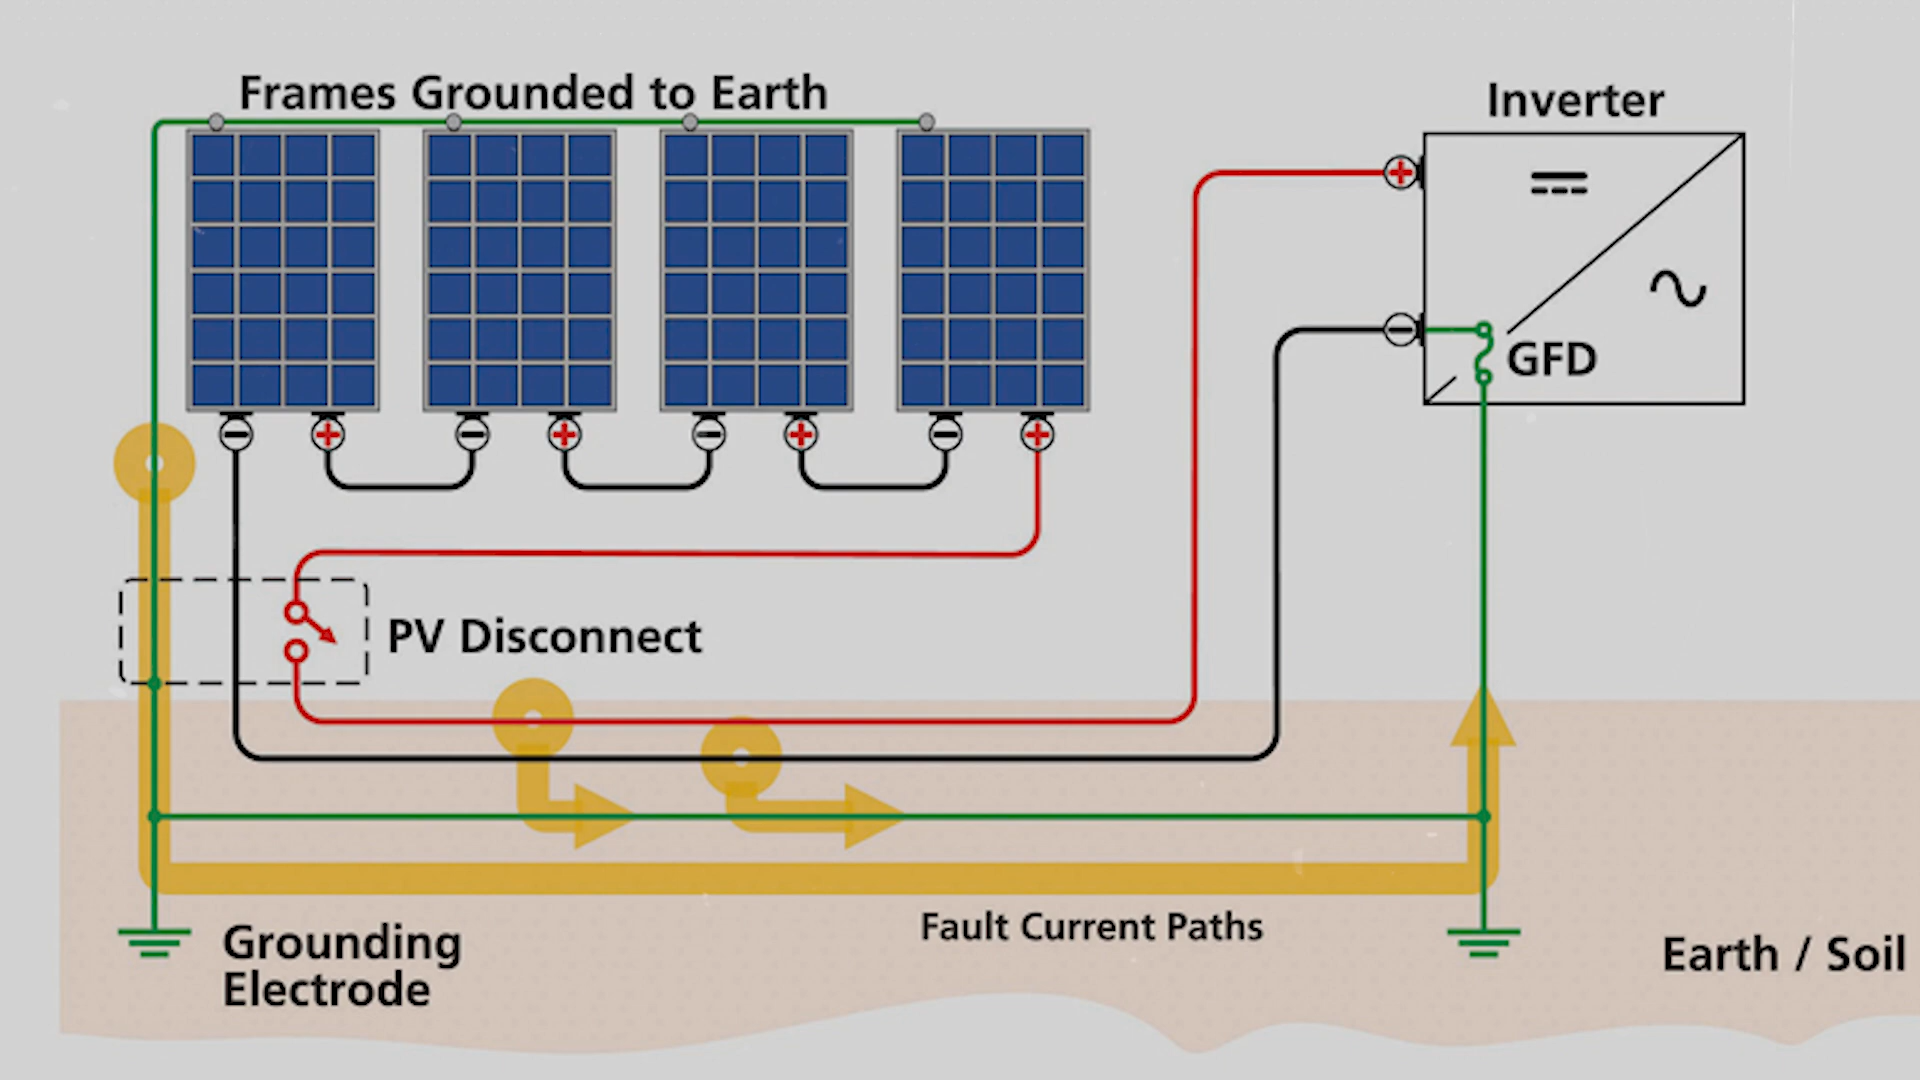 Frames Grounded to Earth
Inverter
GFD
PV Disconnect
Fault Current Paths
Grounding
Electrode
Earth / Soil